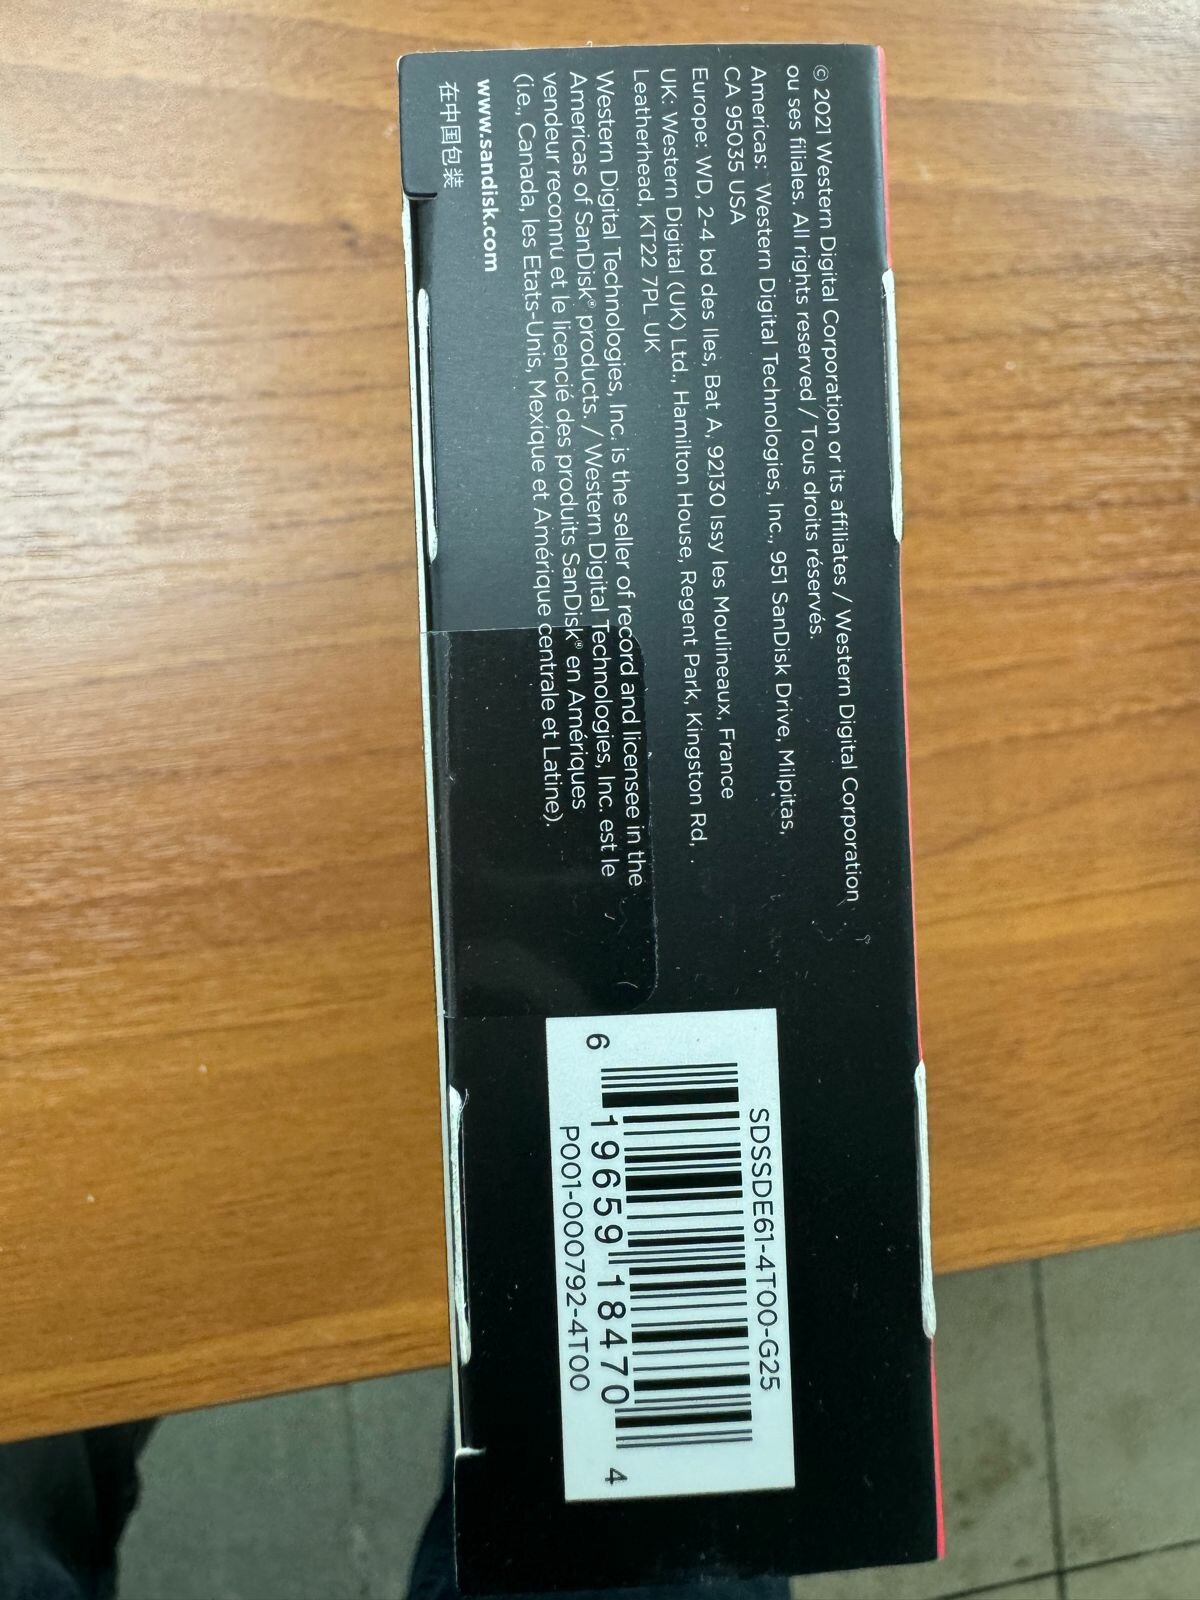 © 2021 Western Digital Corporation or its affiliates / Western Digital Corporation
ou ses filiales. All rights reserved / Tous droits réservés.
Americas: Western Digital Technologies, Inc., 951 SanDisk Drive, Milpitas,
CA 95035 USA
Europe: WD, 2-4 bd des Iles, Bat A, 92130 Issy les Moulineaux, France
UK: Western Digital (UK) Ltd., Hamilton House, Regent Park, Kingston Rd,
Leatherhead, KT22 7PL UK
Western Digital Technologies, Inc. is the seller of record and licensee in the
Americas of SanDisk® products. / Western Digital Technologies, Inc. est le
vendeur reconnu et le licencié des produits SanDisk® en Amériques
(i.e., Canada, les Etats-Unis, Mexique et Amérique centrale et Latine).
www.sandisk.com
在中国包装
SDSSDE61-4T00-G25
6 19659 18470 4
P001-000792-4T00